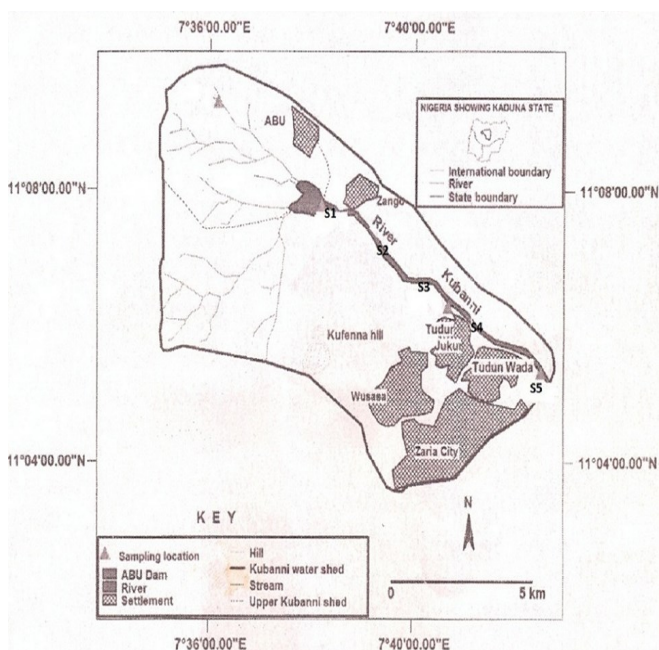 7°36'00.00"E
7°40'00.00"E
ABU
NIGERIA SHOWING KADUNA STATE
International boundary
River
State boundary
11°08'00.00"N
11°08'00.00"N
Zango
S1
River
S2
S3
Kubanni
S4
Tudun
Jukun
Kufenna hill
Tudun Wada
S5
Wusasa
Zaria City
11°04'00.00"N
11°04'00.00"N
N
KEY
Sampling location
ABU Dam
River
Settlement
Hill
Kubanni water shed
Stream
Upper Kubanni shed
0
5 km
7°36'00.00"E
7°40'00.00"E